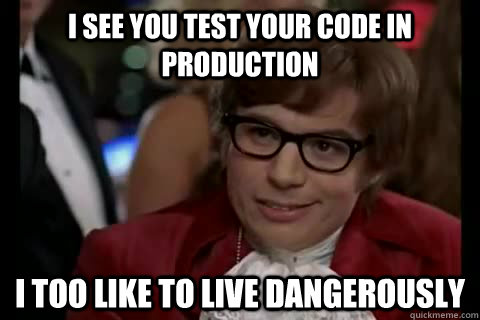 I SEE YOU TEST YOUR CODE IN
PRODUCTION
I TOO LIKE TO LIVE DANGEROUSLY
quickmeme.com